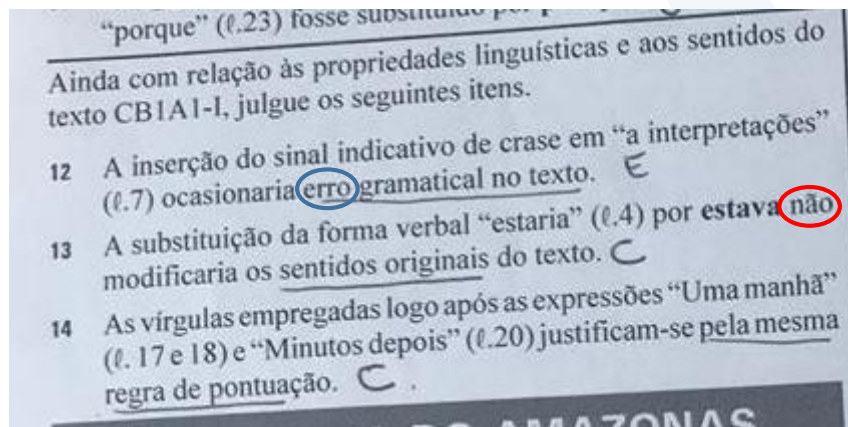 “porque” (ℓ.23) fosse substituído por
Ainda com relação às propriedades linguísticas e aos sentidos do
texto CB1A1-I, julgue os seguintes itens.
12 A inserção do sinal indicativo de crase em “a interpretações”
(ℓ.7) ocasionaria erro gramatical no texto. E
13 A substituição da forma verbal “estaria” (ℓ.4) por estava não
modificaria os sentidos originais do texto. C
14 As vírgulas empregadas logo após as expressões “Uma manhã”
(ℓ. 17 e 18) e “Minutos depois” (ℓ.20) justificam-se pela mesma
regra de pontuação. C.
AMAZONAS